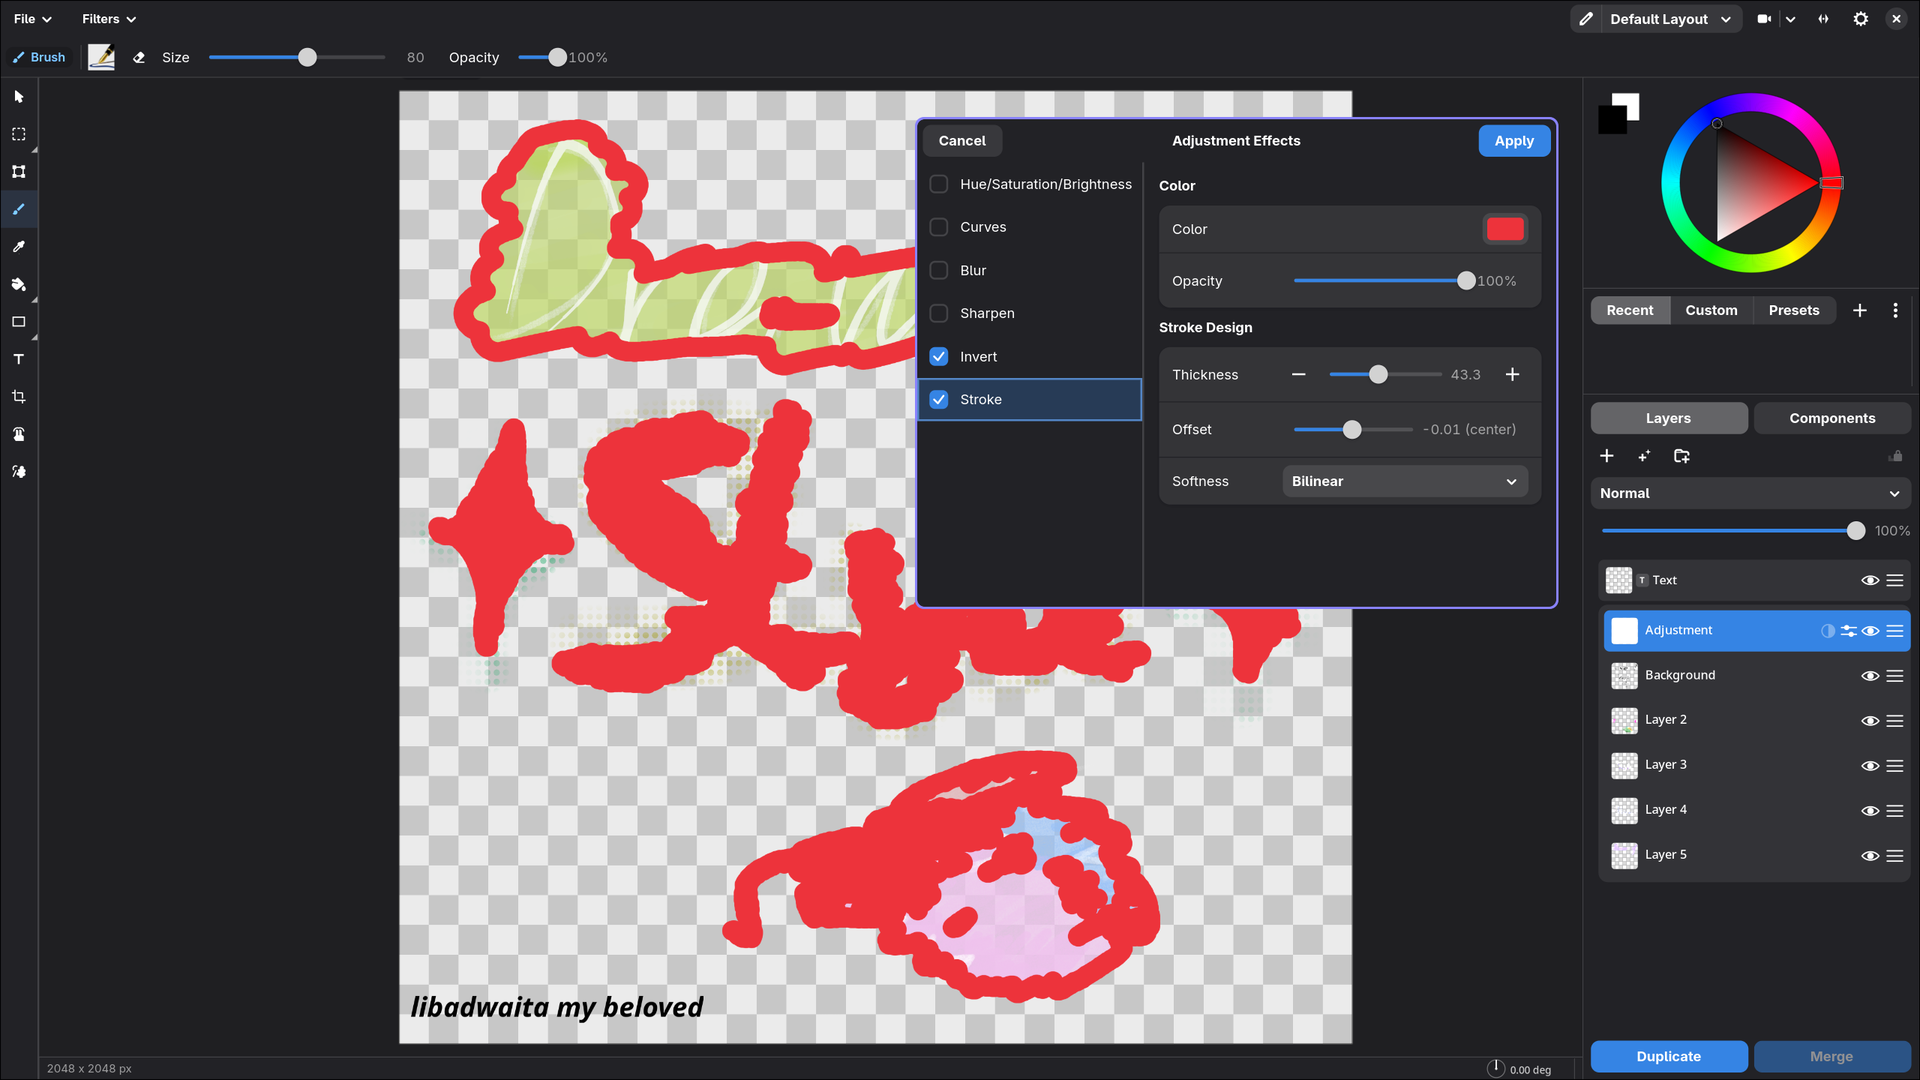 File
Filters
Default Layout
Brush
Size
80
Opacity
100%
Cancel
Adjustment Effects
Apply
Hue/Saturation/Brightness
Curves
Blur
Sharpen
Invert
Stroke
Color
Color
Opacity
100%
Stroke Design
Thickness
43.3
Offset
-0.01 (center)
Softness
Bilinear
Recent
Custom
Presets
Layers
Components
Normal
100%
T Text
Adjustment
Background
Layer 2
Layer 3
Layer 4
Layer 5
Duplicate
Merge
libadwaita my beloved
2048 x 2048 px
0.00 deg